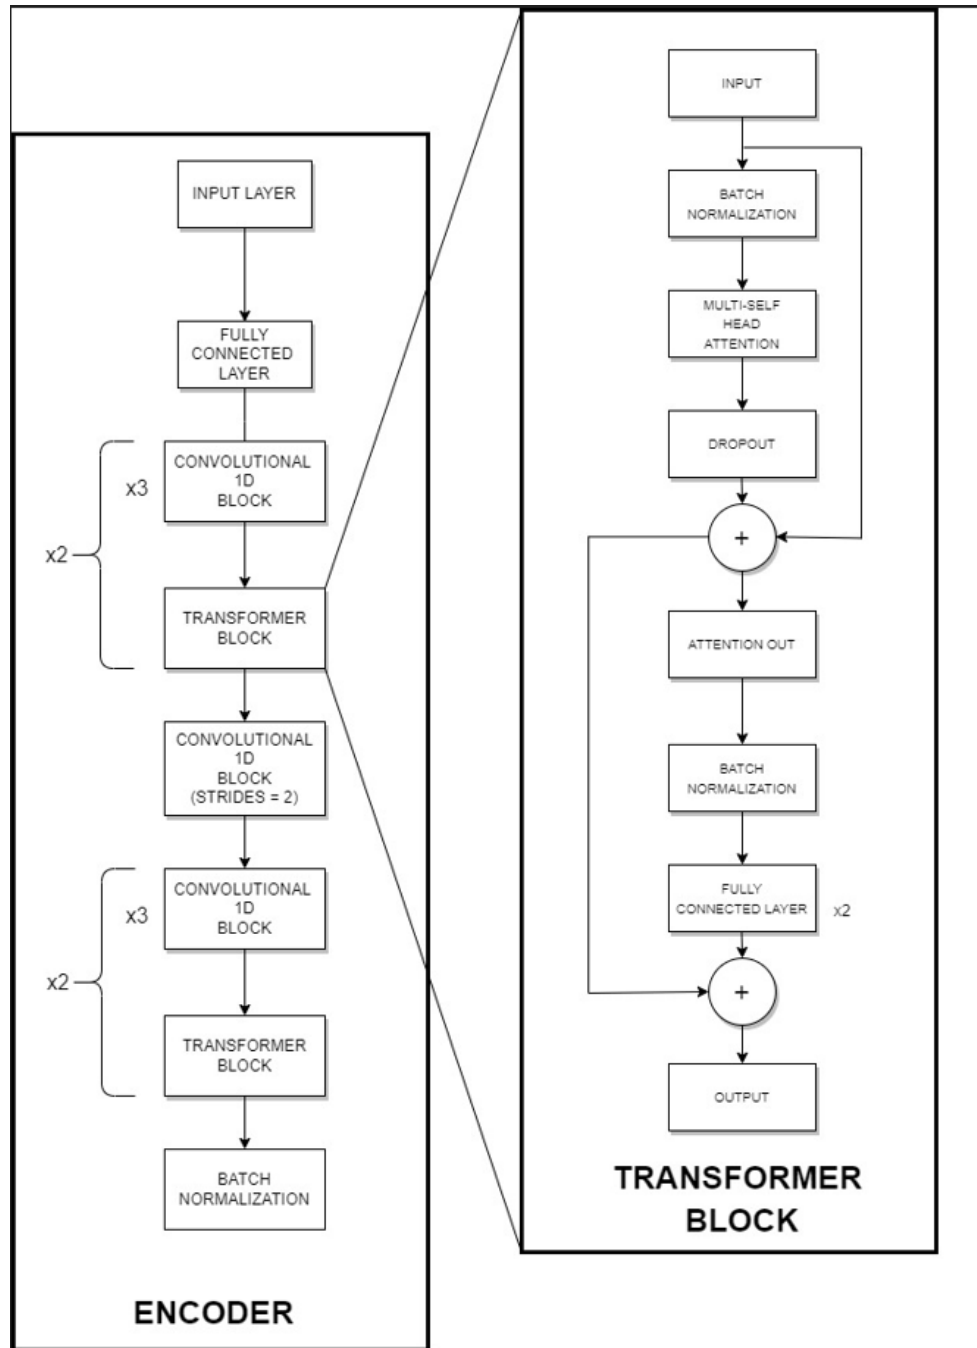 INPUT LAYER
FULLY
CONNECTED
LAYER
x3
CONVOLUTIONAL
1D
BLOCK
x2
TRANSFORMER
BLOCK
CONVOLUTIONAL
1D
BLOCK
(STRIDES = 2)
x3
CONVOLUTIONAL
1D
BLOCK
x2
TRANSFORMER
BLOCK
BATCH
NORMALIZATION
ENCODER
INPUT
BATCH
NORMALIZATION
MULTI-SELF
HEAD
ATTENTION
DROPOUT
+
ATTENTION OUT
BATCH
NORMALIZATION
FULLY
CONNECTED LAYER
x2
+
OUTPUT
TRANSFORMER
BLOCK